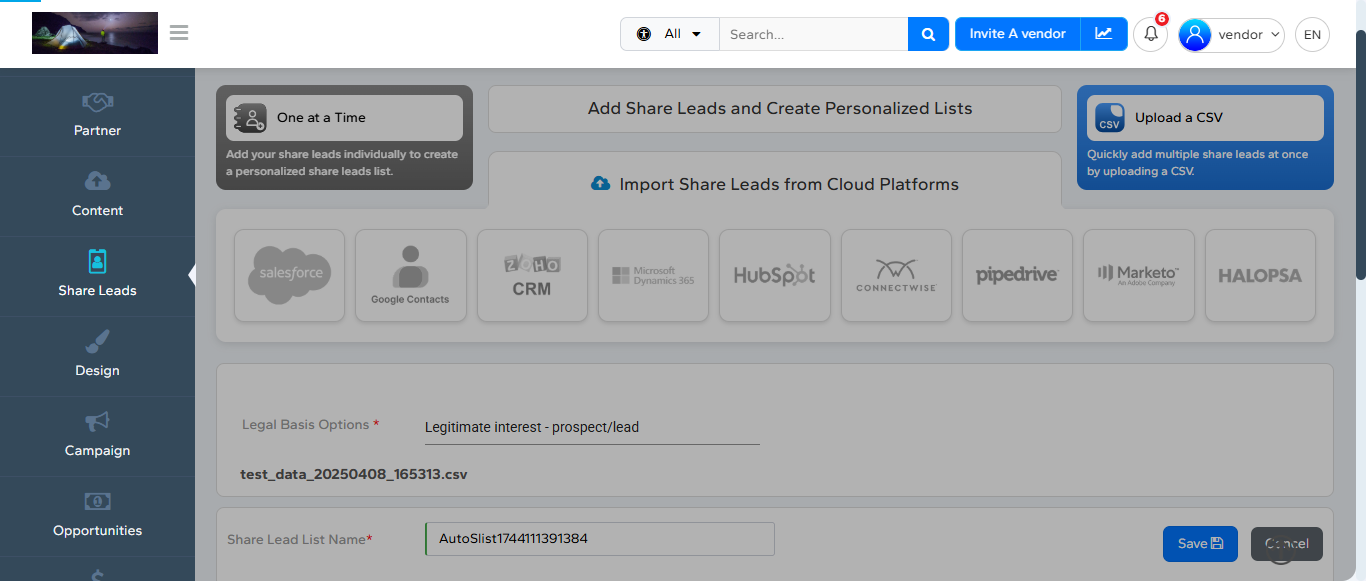 All
Search...
Invite A vendor
6
vendor
EN
Partner
Content
Share Leads
Design
Campaign
Opportunities
One at a Time
Add your share leads individually to create
a personalized share leads list.
Add Share Leads and Create Personalized Lists
CSV
Upload a CSV
Quickly add multiple share leads at once
by uploading a CSV.
Import Share Leads from Cloud Platforms
salesforce
Google Contacts
ZOHO
CRM
Microsoft
Dynamics 365
HubSpot
CONNECTWISE
pipedrive
Marketo™
An Adobe Company
HALOPSA
Legal Basis Options *
Legitimate interest - prospect/lead
test_data_20250408_165313.csv
Share Lead List Name*
AutoSlist1744111391384
Save
Cancel